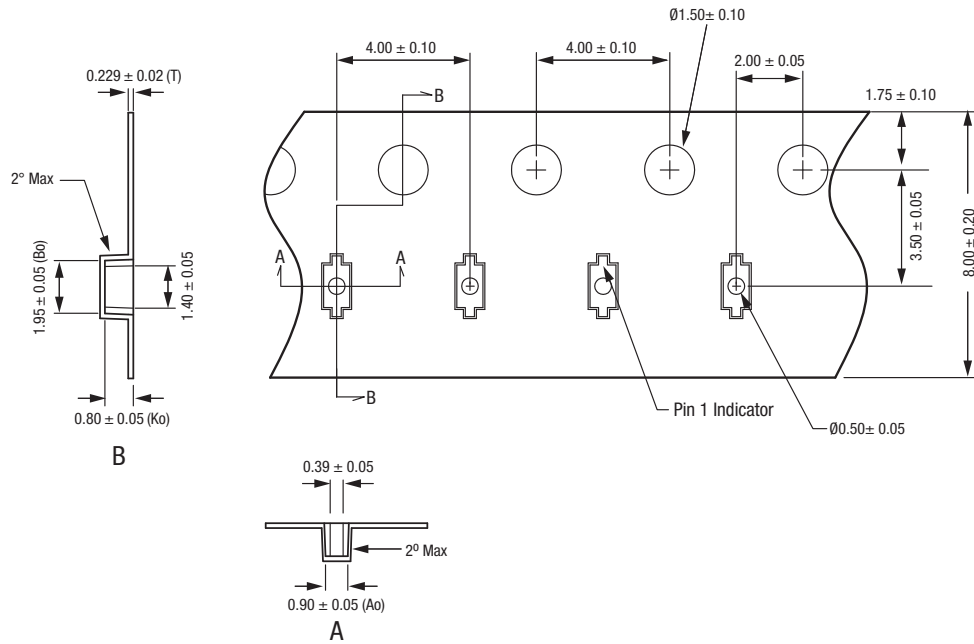 Ø1.50± 0.10
4.00 ± 0.10
4.00 ± 0.10
2.00 ± 0.05
0.229 ± 0.02 (T)
1.75 ± 0.10
B
2° Max
3.50 ± 0.05
8.00 ± 0.20
A
A
1.95 ± 0.05 (Bo)
1.40 ± 0.05
B
Pin 1 Indicator
0.80 ± 0.05 (Ko)
Ø0.50± 0.05
B
0.39 ± 0.05
2º Max
0.90 ± 0.05 (Ao)
A